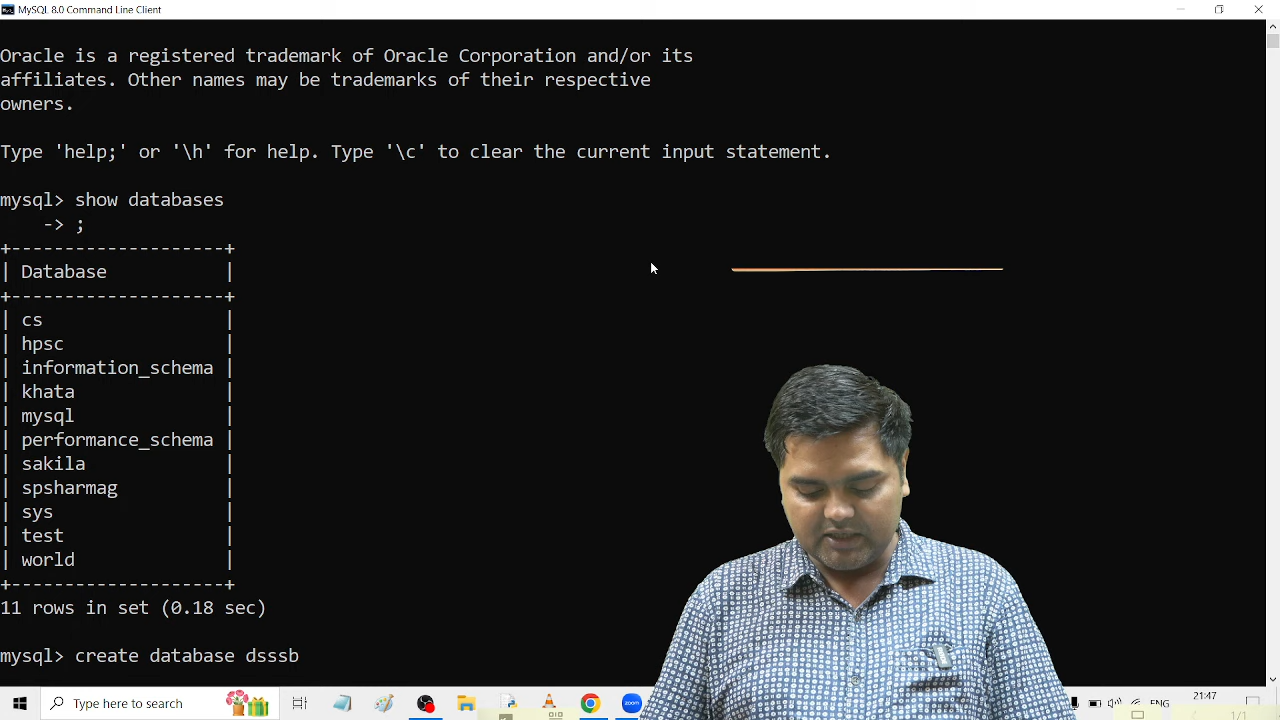 MySQL 8.0 Command Line Client
Oracle is a registered trademark of Oracle Corporation and/or its
affiliates. Other names may be trademarks of their respective
owners.
Type 'help;' or '\h' for help. Type '\c' to clear the current input statement.
mysql> show databases
    -> ;
+--------------------+
| Database           |
+--------------------+
| cs                 |
| hpsc               |
| information_schema |
| khata              |
| mysql              |
| performance_schema |
| sakila             |
| spsharmag          |
| sys                |
| test               |
| world              |
+--------------------+
11 rows in set (0.18 sec)
mysql> create database dsssb
Type here to search
zoom
ENG
21:47
1/1